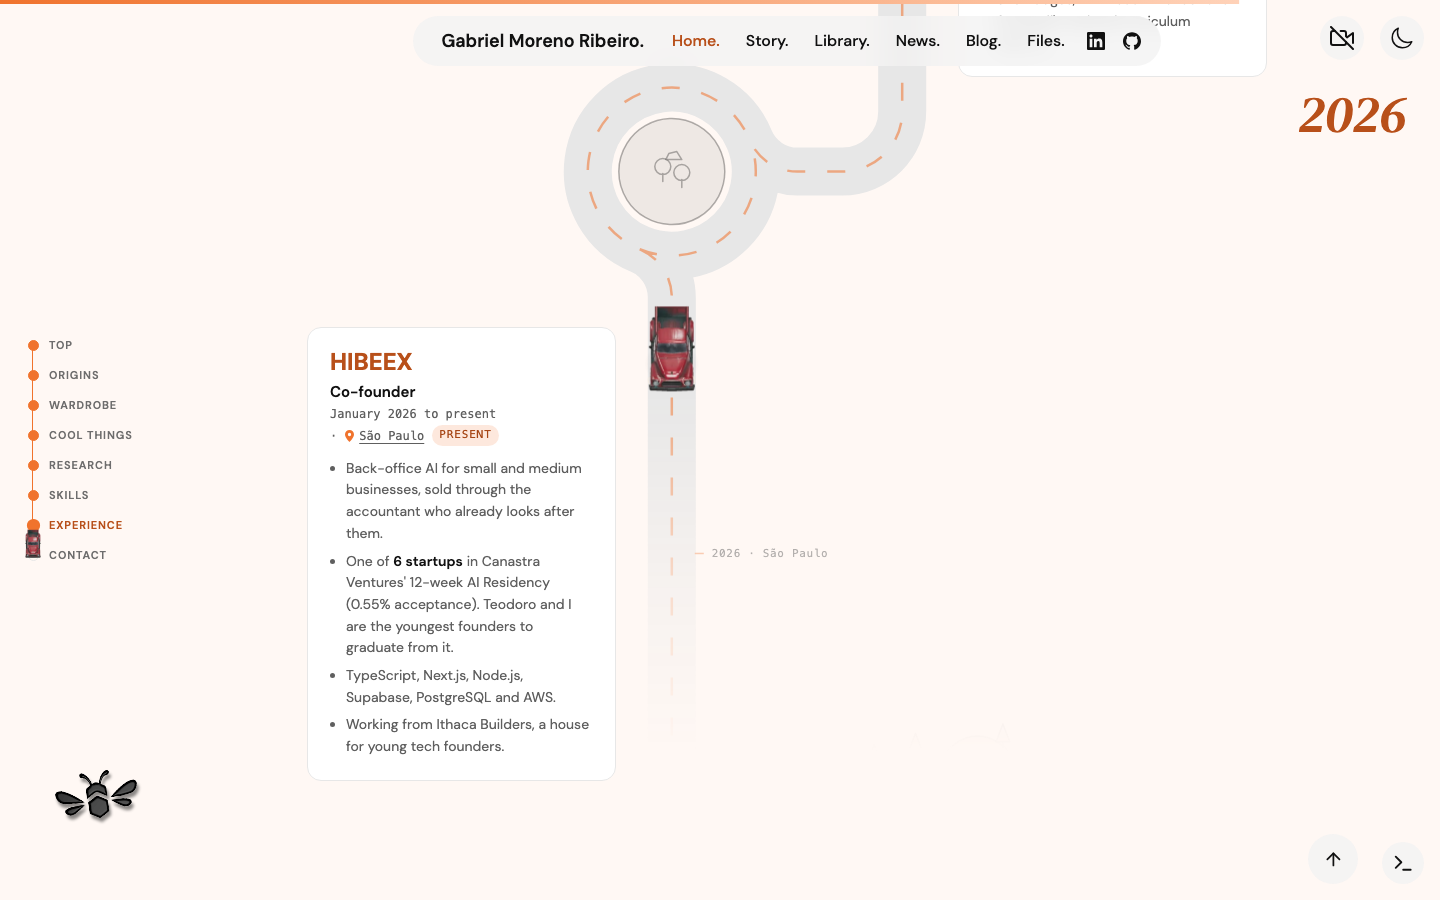 iculum
Gabriel Moreno Ribeiro.
Home.
Story.
Library.
News.
Blog.
Files.
2026
TOP
ORIGINS
WARDROBE
COOL THINGS
RESEARCH
SKILLS
EXPERIENCE
CONTACT
HIBEEX
Co-founder
January 2026 to present
· São Paulo PRESENT
Back-office AI for small and medium
businesses, sold through the
accountant who already looks after
them.
One of 6 startups in Canastra
Ventures' 12-week AI Residency
(0.55% acceptance). Teodoro and I
are the youngest founders to
graduate from it.
TypeScript, Next.js, Node.js,
Supabase, PostgreSQL and AWS.
Working from Ithaca Builders, a house
for young tech founders.
2026 · São Paulo